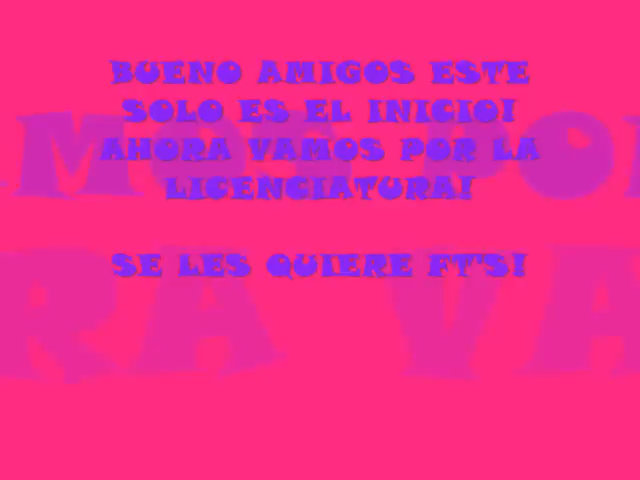 BUENO AMIGOS ESTE
SOLO ES EL INICIO!
AHORA VAMOS POR LA
LICENCIATURA!
SE LES QUIERE FT'S!